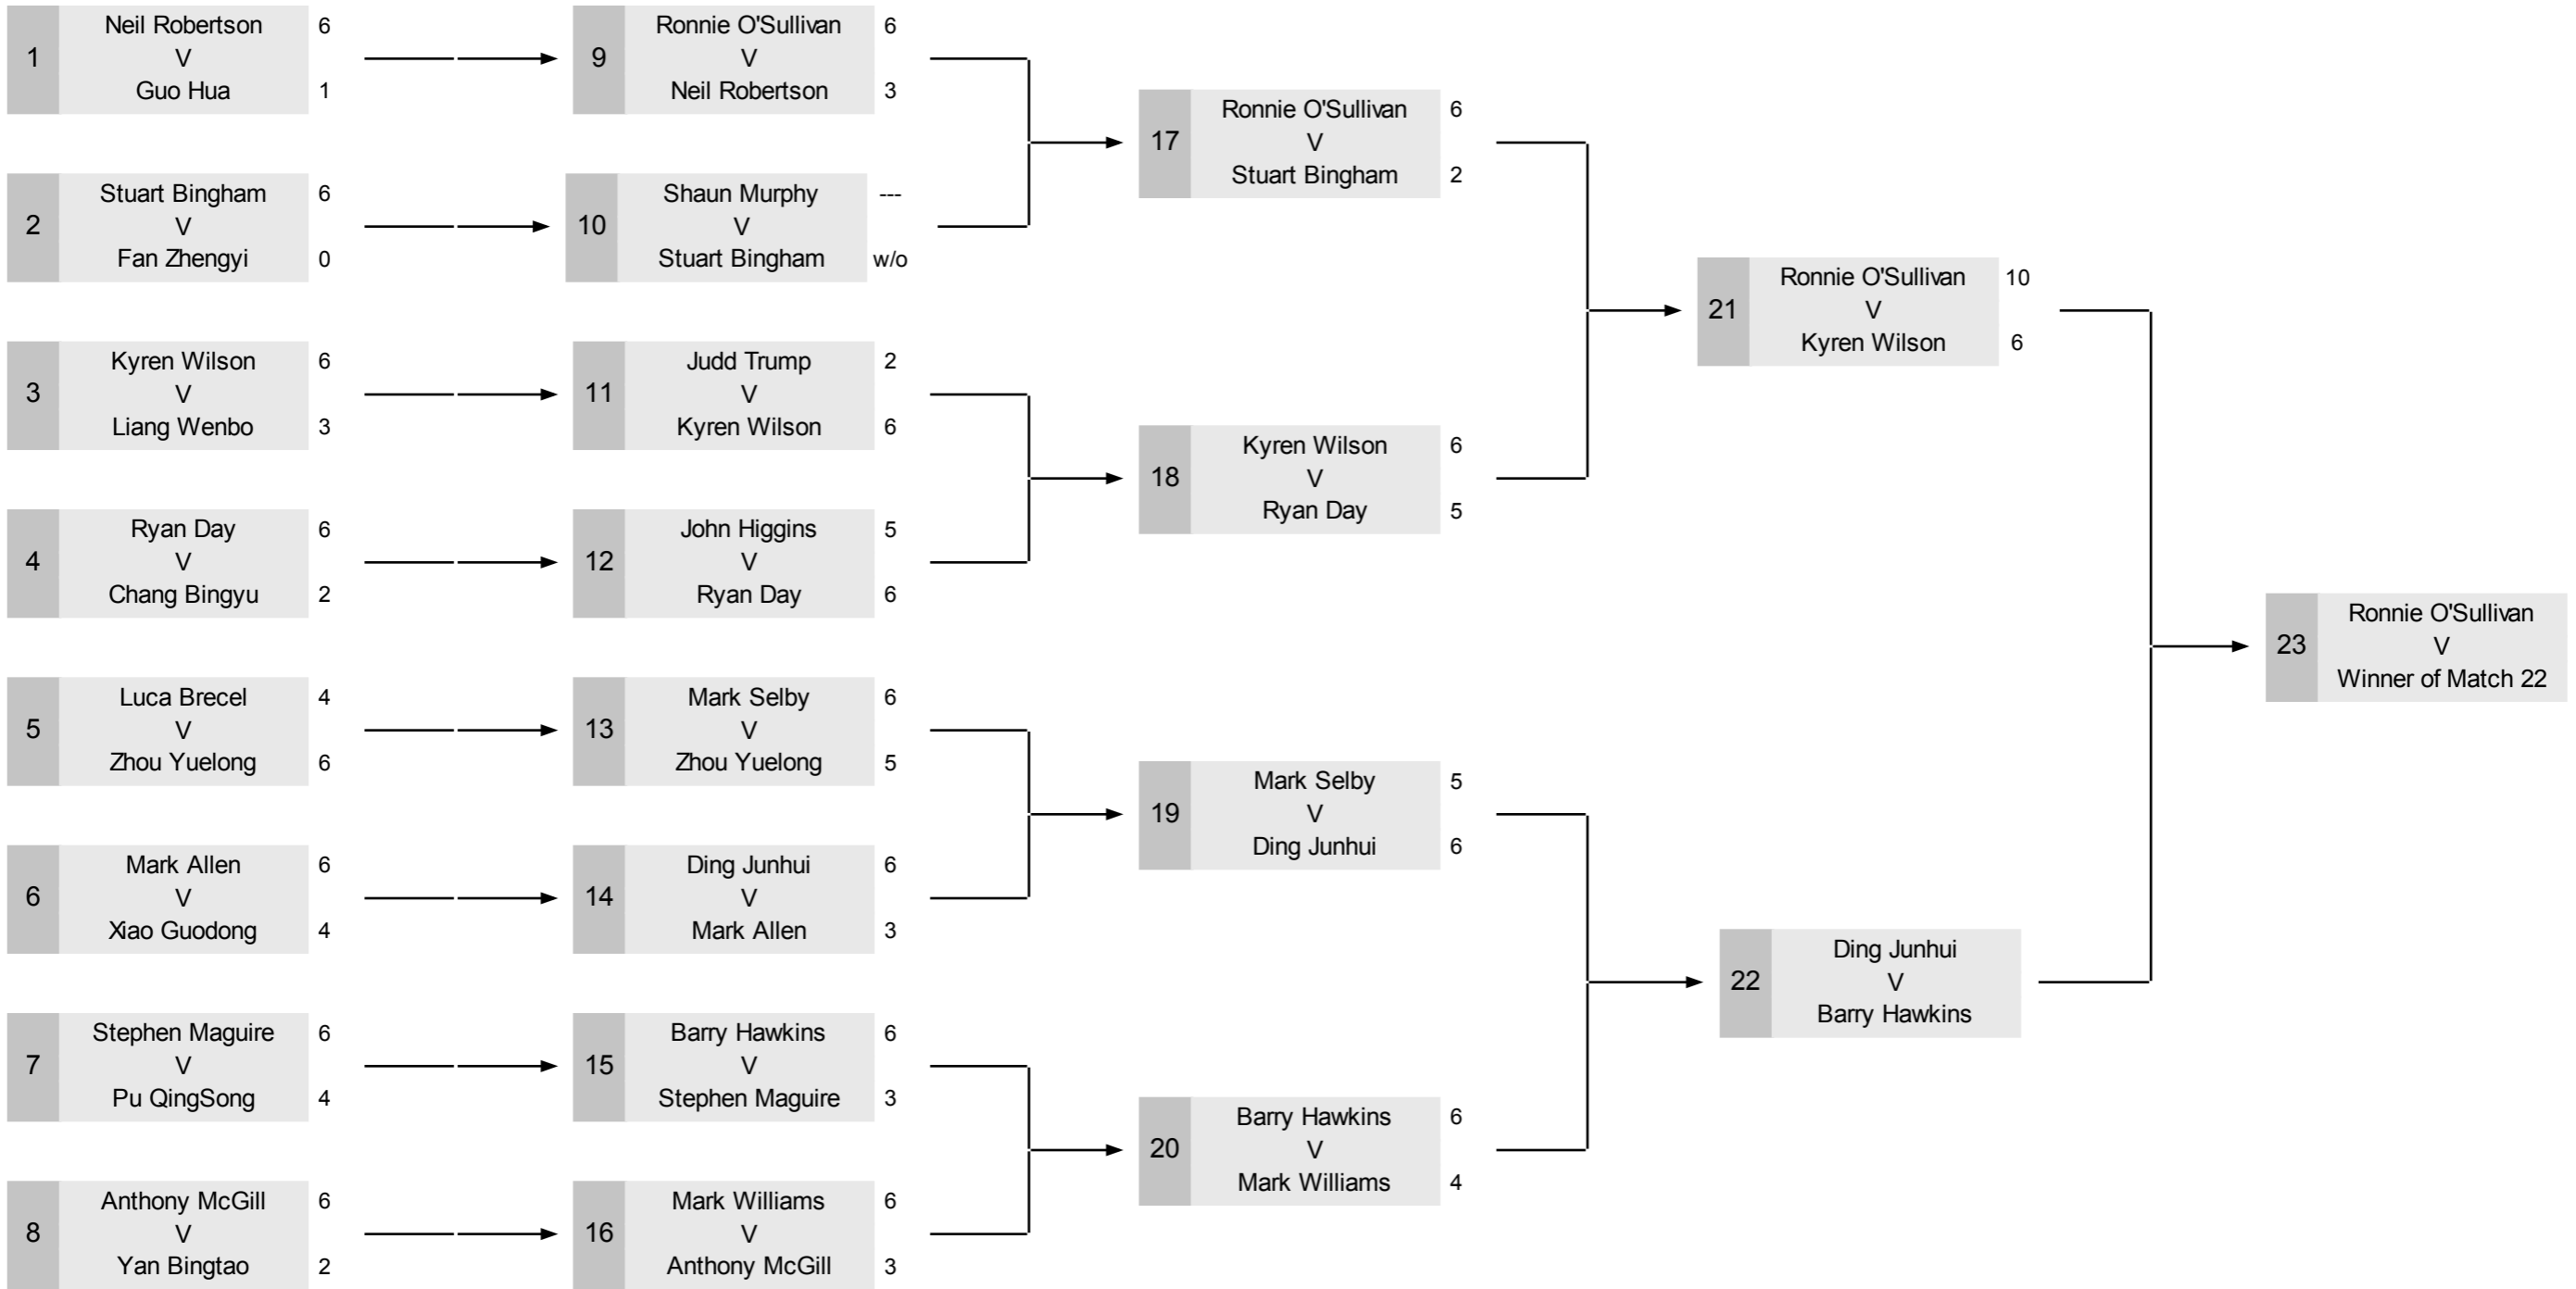 1
Neil Robertson 6
V
Guo Hua 1
2
Stuart Bingham 6
V
Fan Zhengyi 0
3
Kyren Wilson 6
V
Liang Wenbo 3
4
Ryan Day 6
V
Chang Bingyu 2
5
Luca Brecel 4
V
Zhou Yuelong 6
6
Mark Allen 6
V
Xiao Guodong 4
7
Stephen Maguire 6
V
Pu QingSong 4
8
Anthony McGill 6
V
Yan Bingtao 2
9
Ronnie O'Sullivan 6
V
Neil Robertson 3
10
Shaun Murphy ---
V
Stuart Bingham w/o
11
Judd Trump 2
V
Kyren Wilson 6
12
John Higgins 5
V
Ryan Day 6
13
Mark Selby 6
V
Zhou Yuelong 5
14
Ding Junhui 6
V
Mark Allen 3
15
Barry Hawkins 6
V
Stephen Maguire 3
16
Mark Williams 6
V
Anthony McGill 3
17
Ronnie O'Sullivan 6
V
Stuart Bingham 2
18
Kyren Wilson 6
V
Ryan Day 5
19
Mark Selby 5
V
Ding Junhui 6
20
Barry Hawkins 6
V
Mark Williams 4
21
Ronnie O'Sullivan 10
V
Kyren Wilson 6
22
Ding Junhui
V
Barry Hawkins
23
Ronnie O'Sullivan
V
Winner of Match 22